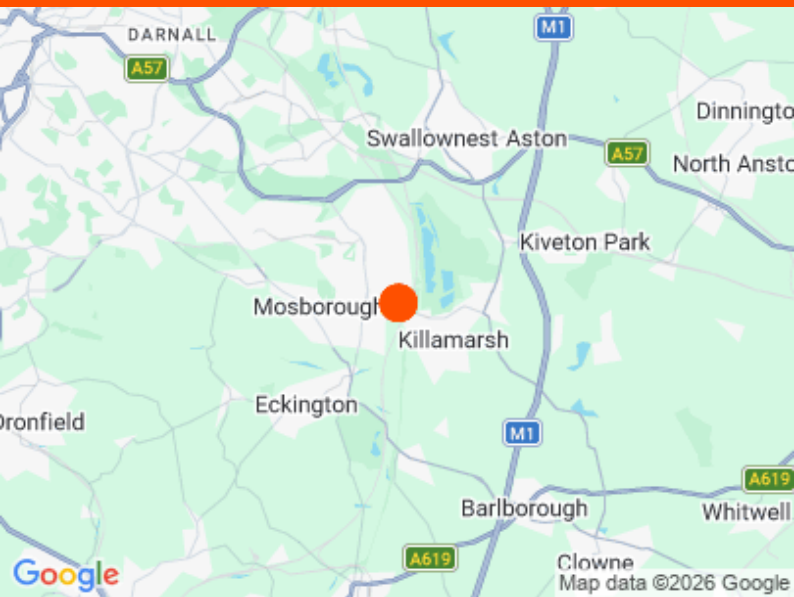 M1
DARNALL
A57
Dinningto
Swallownest Aston
A57
North Ansto
Kiveton Park
Mosborough
Killamarsh
Eckington
Dronfield
M1
A619
Barlborough
Whitwell
A619
Clowne
Google
Map data ©2026 Google